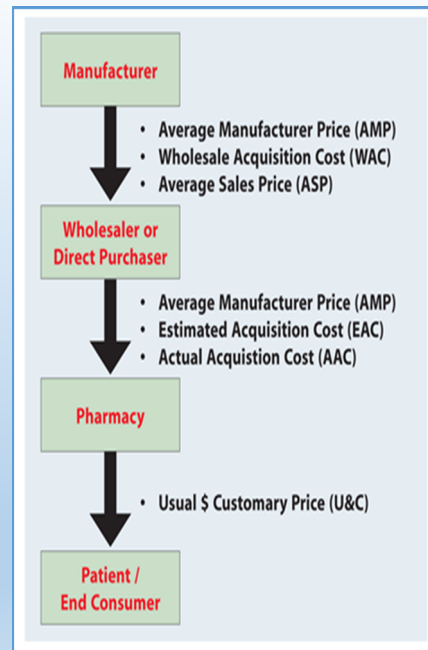 Manufacturer
• Average Manufacturer Price (AMP)
• Wholesale Acquisition Cost (WAC)
• Average Sales Price (ASP)
Wholesaler or
Direct Purchaser
• Average Manufacturer Price (AMP)
• Estimated Acquisition Cost (EAC)
• Actual Acquistion Cost (AAC)
Pharmacy
• Usual $ Customary Price (U&C)
Patient /
End Consumer